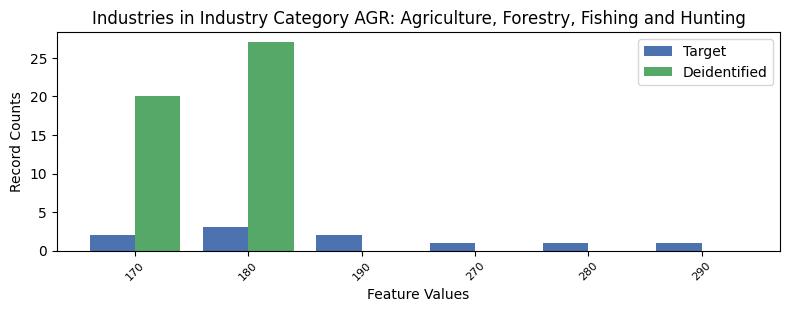 Industries in Industry Category AGR: Agriculture, Forestry, Fishing and Hunting
Target
Deidentified
Record Counts
25
20
15
10
5
0
170
180
190
270
280
290
Feature Values